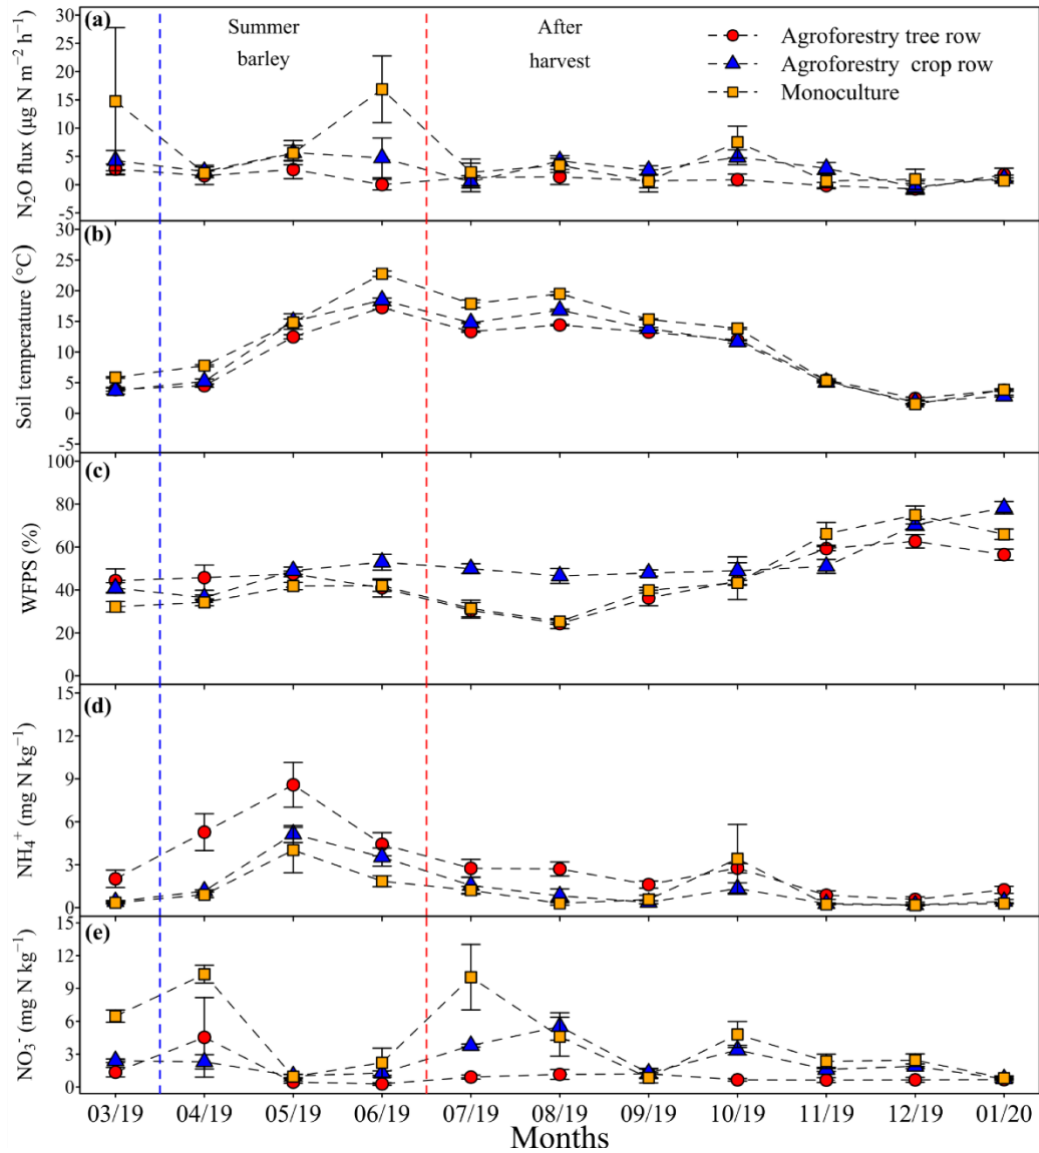 (a)
Summer
barley
After
harvest
Agroforestry tree row
Agroforestry crop row
Monoculture
N₂O flux (µg N m⁻² h⁻¹)
30
25
20
15
10
5
0
-5
(b)
Soil temperature (°C)
30
25
20
15
10
5
0
-5
(c)
WFPS (%)
100
80
60
40
20
0
(d)
NH₄⁺ (mg N kg⁻¹)
15
12
9
6
3
0
(e)
NO₃⁻ (mg N kg⁻¹)
15
12
9
6
3
0
03/19 04/19 05/19 06/19 07/19 08/19 09/19 10/19 11/19 12/19 01/20
Months